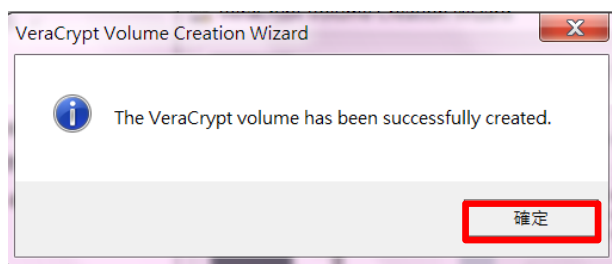 VeraCrypt Volume Creation Wizard
The VeraCrypt volume has been successfully created.
確定